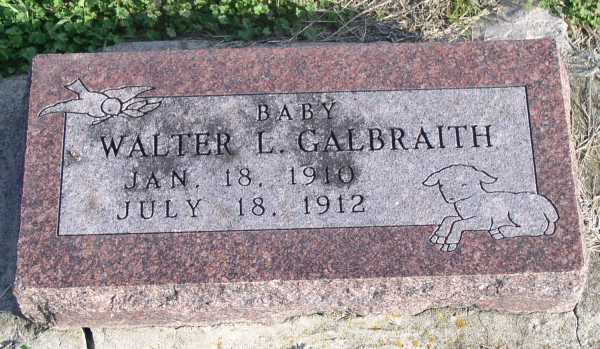 BABY
WALTER L. GALBRAITH
JAN. 18, 1910
JULY 18, 1912